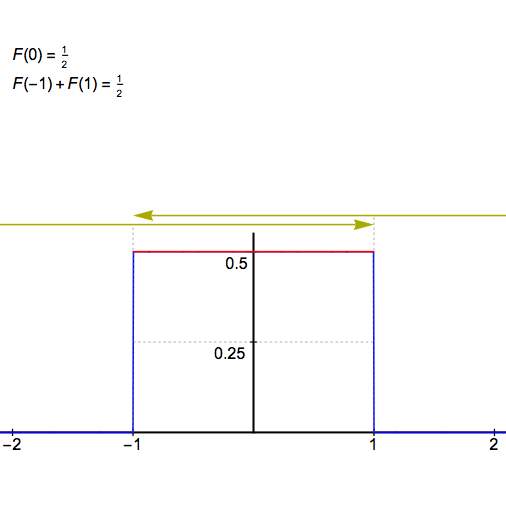 F(0) = 1/2
F(−1) + F(1) = 1/2
0.5
0.25
−2 −1 1 2